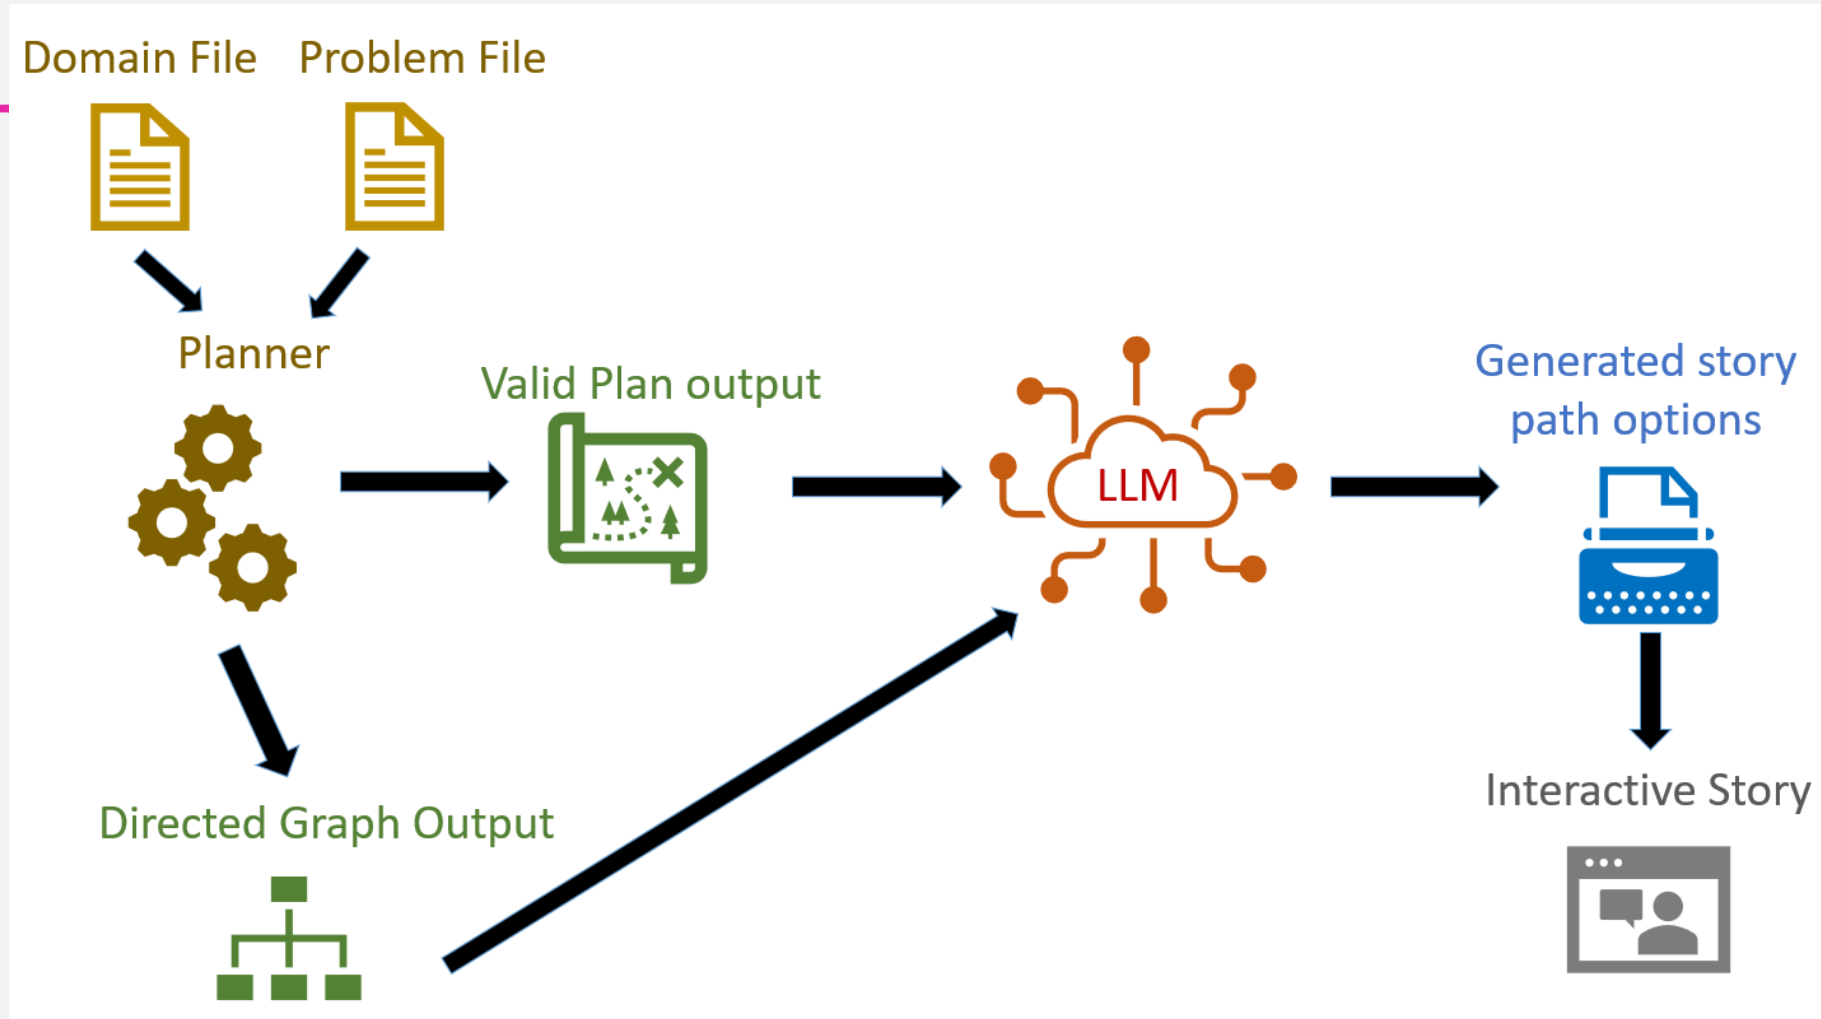 Domain File
Problem File
Planner
Valid Plan output
LLM
Generated story
path options
Directed Graph Output
Interactive Story